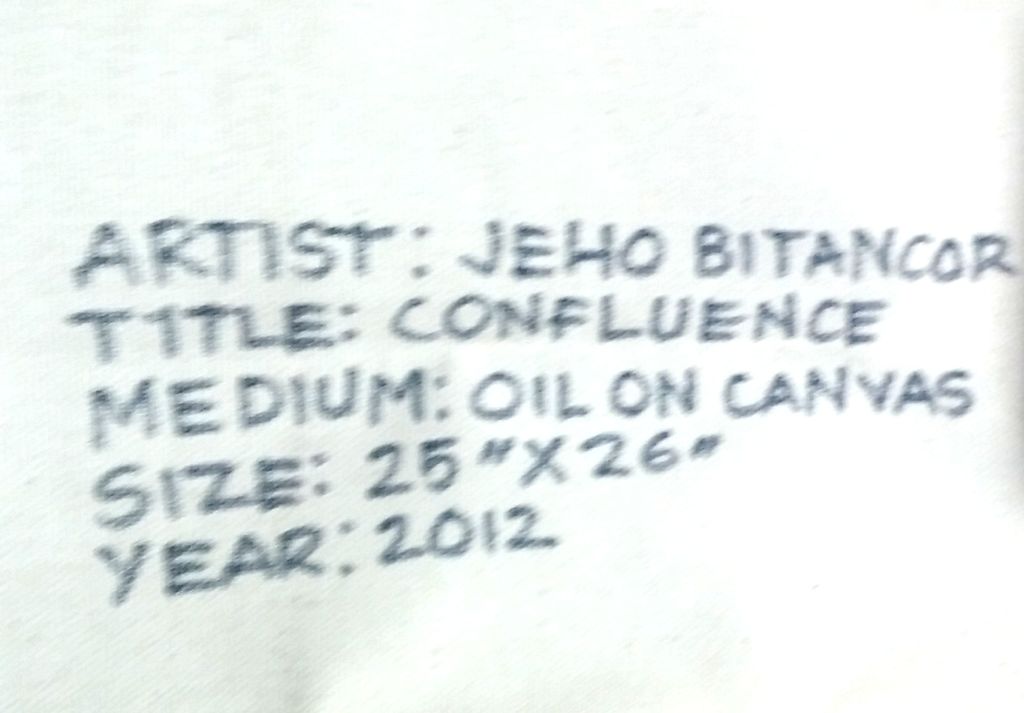 ARTIST: JEHO BITANCOR
TITLE: CONFLUENCE
MEDIUM: OIL ON CANVAS
SIZE: 25"X26"
YEAR: 2012